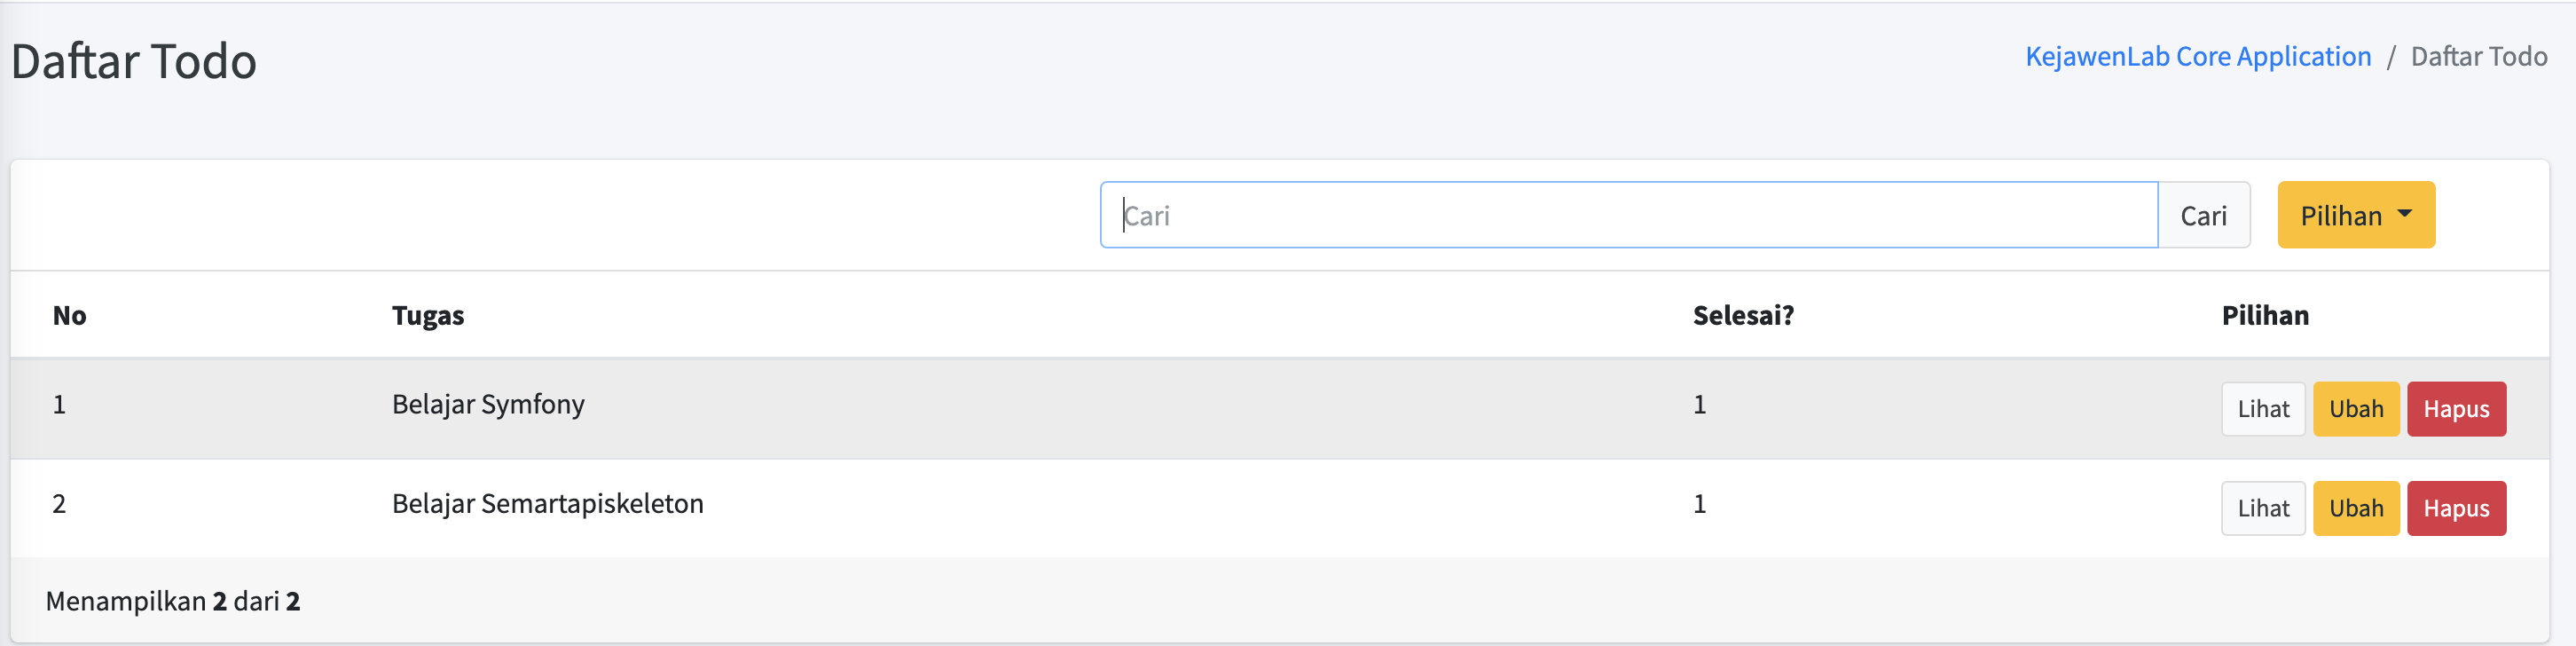 Daftar Todo
KejawenLab Core Application / Daftar Todo
Cari Cari Pilihan
No Tugas Selesai? Pilihan
1 Belajar Symfony 1 Lihat Ubah Hapus
2 Belajar Semartapiskeleton 1 Lihat Ubah Hapus
Menampilkan 2 dari 2